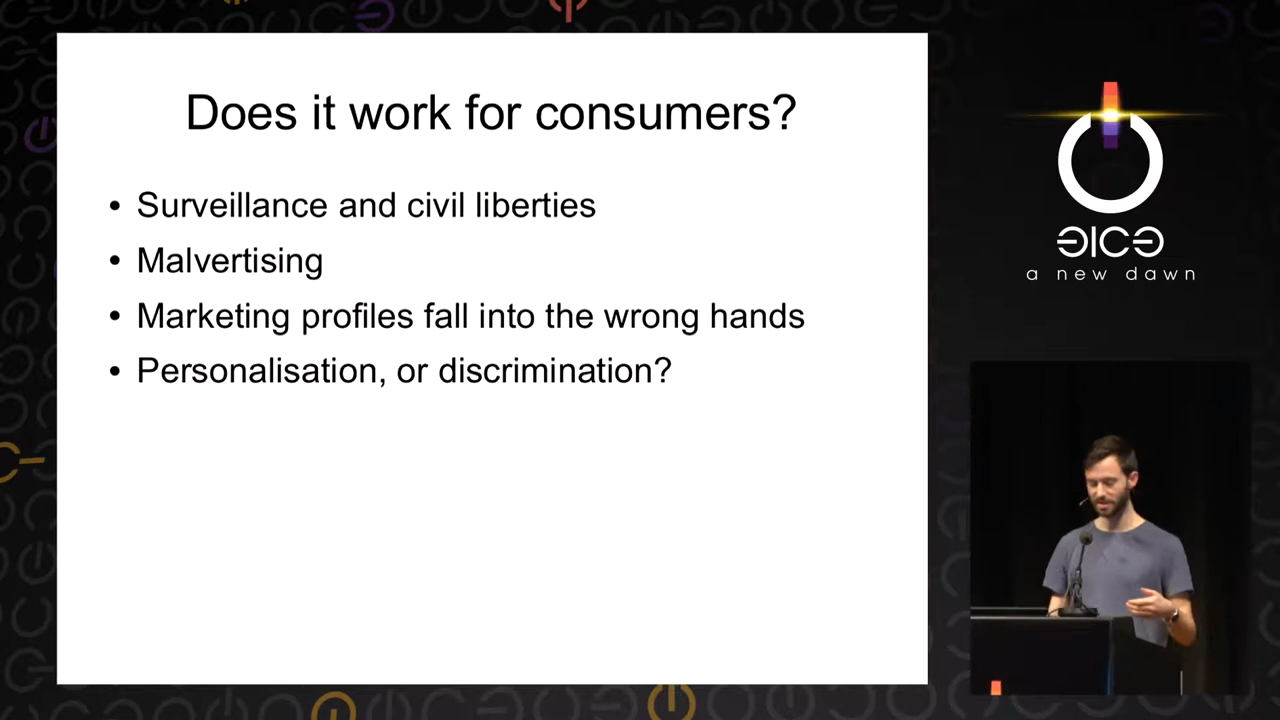 Does it work for consumers?
• Surveillance and civil liberties
• Malvertising
• Marketing profiles fall into the wrong hands
• Personalisation, or discrimination?
a new dawn